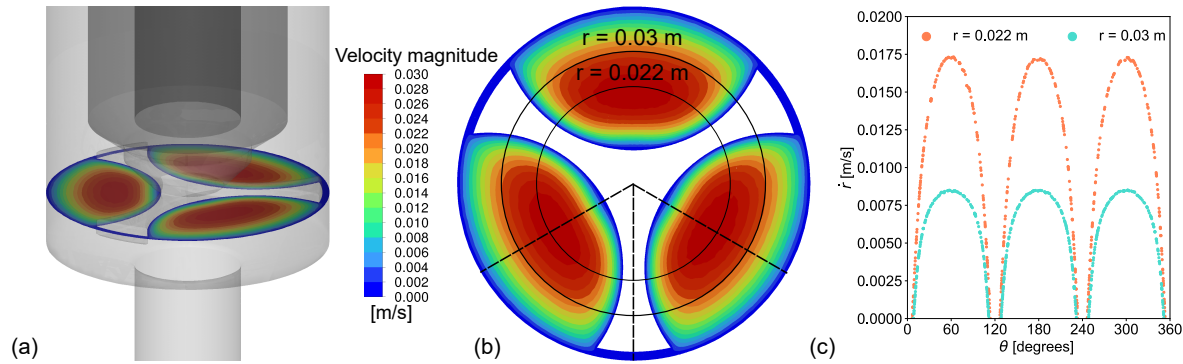 Velocity magnitude
0.030
0.028
0.026
0.024
0.022
0.020
0.018
0.016
0.014
0.012
0.010
0.008
0.006
0.004
0.002
0.000
[m/s]
(a)
r = 0.03 m
r = 0.022 m
(b)
r = 0.022 m
r = 0.03 m
0.0200
0.0175
0.0150
0.0125
0.0100
0.0075
0.0050
0.0025
0.0000
ṙ [m/s]
0 60 120 180 240 300 360
θ [degrees]
(c)